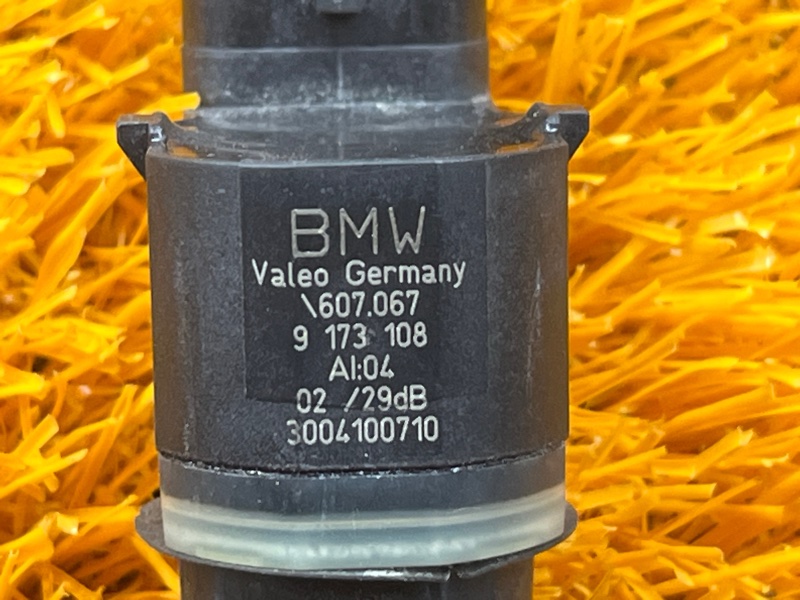 BMW
Valeo Germany
\607.067
9 173 108
AI:04
02 /29dB
3004100710